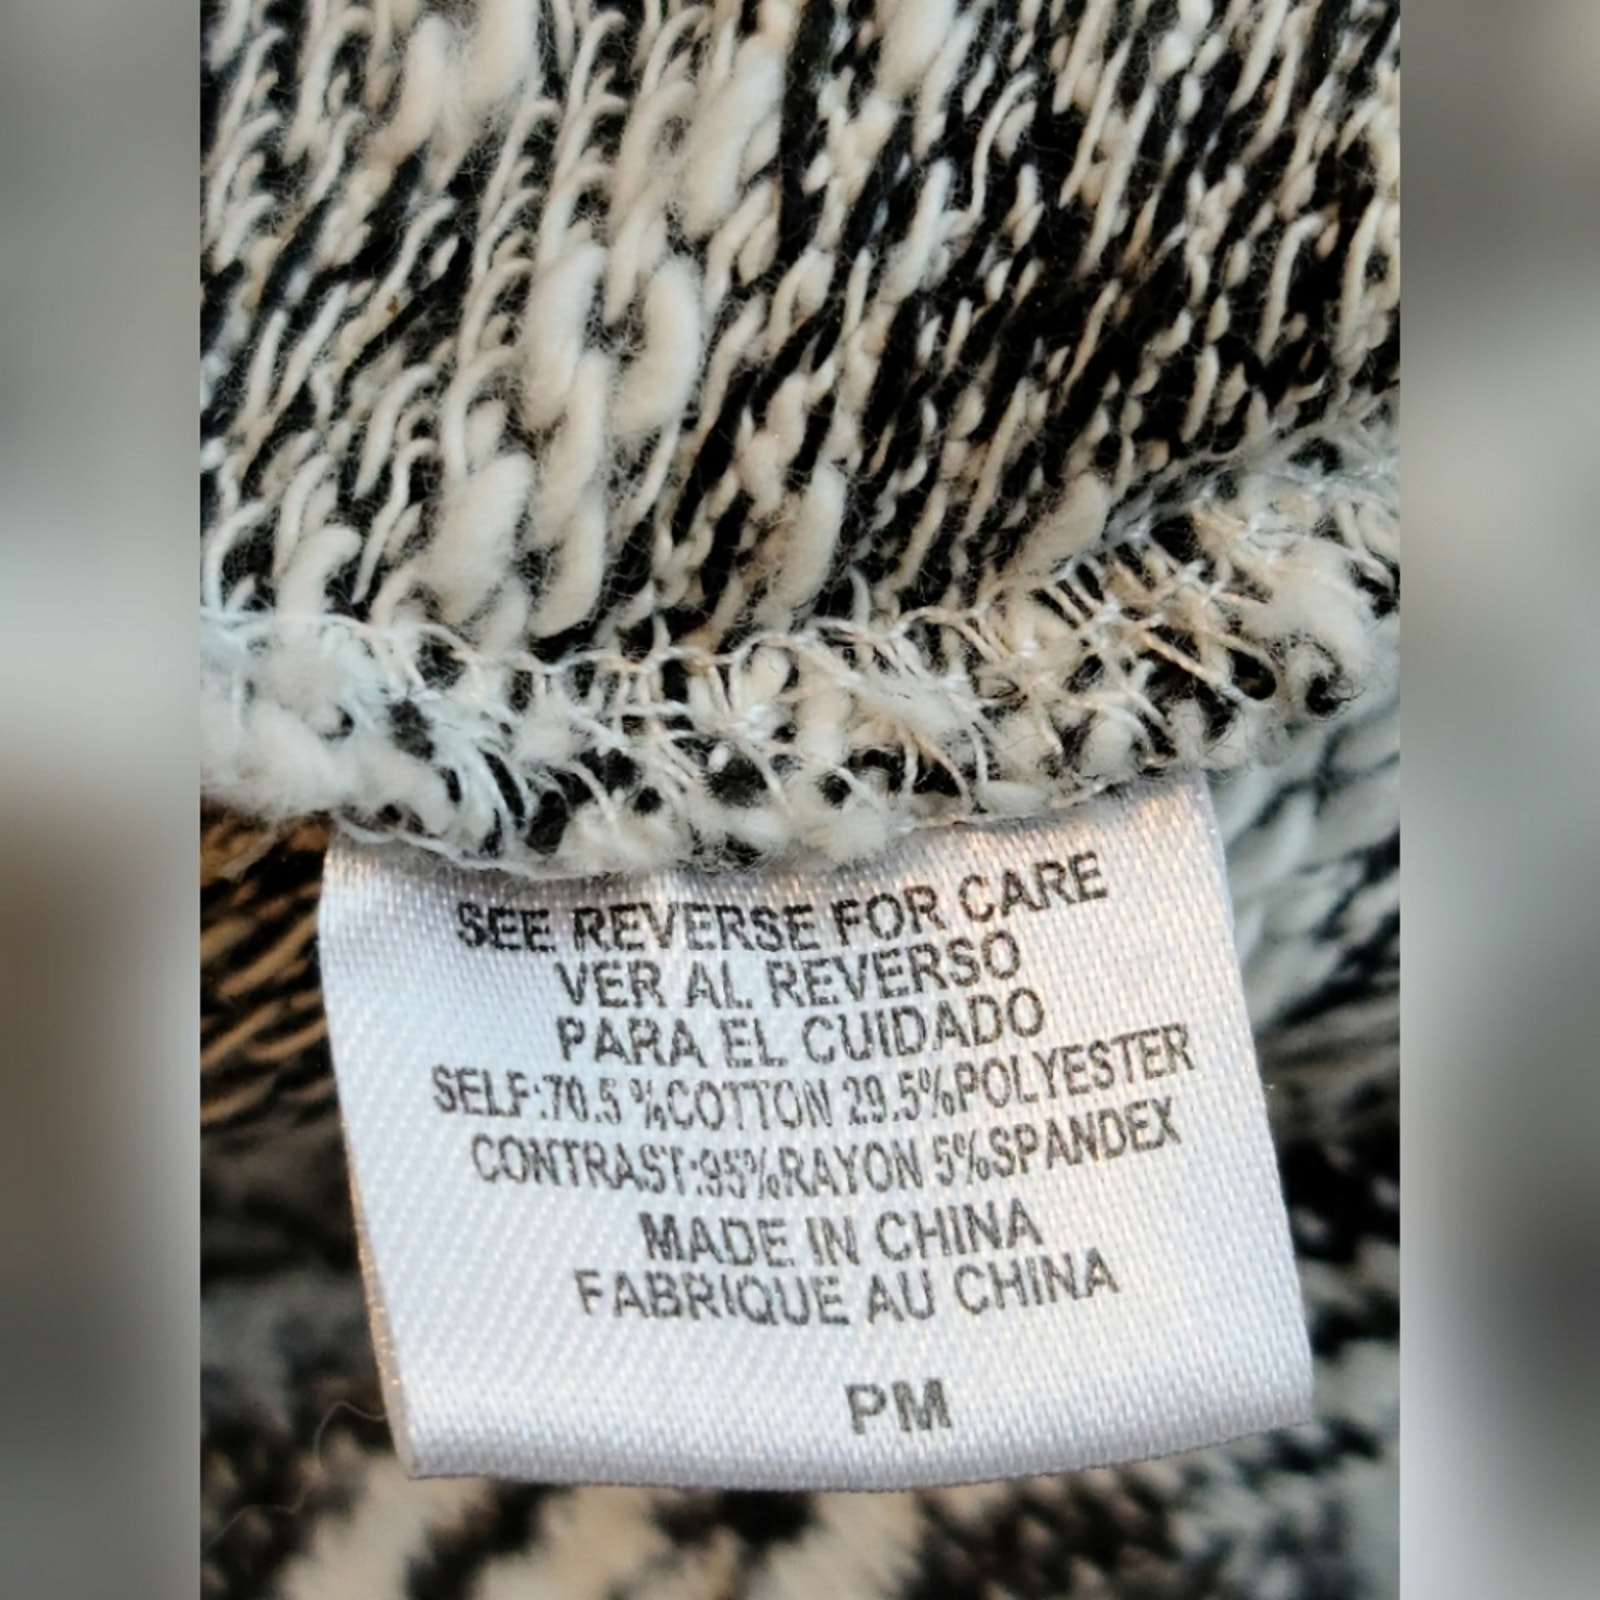 SEE REVERSE FOR CARE
VER AL REVERSO
PARA EL CUIDADO
SELF:70.5%COTTON 29.5%POLYESTER
CONTRAST:95%RAYON 5%SPANDEX
MADE IN CHINA
FABRIQUE AU CHINA
PM